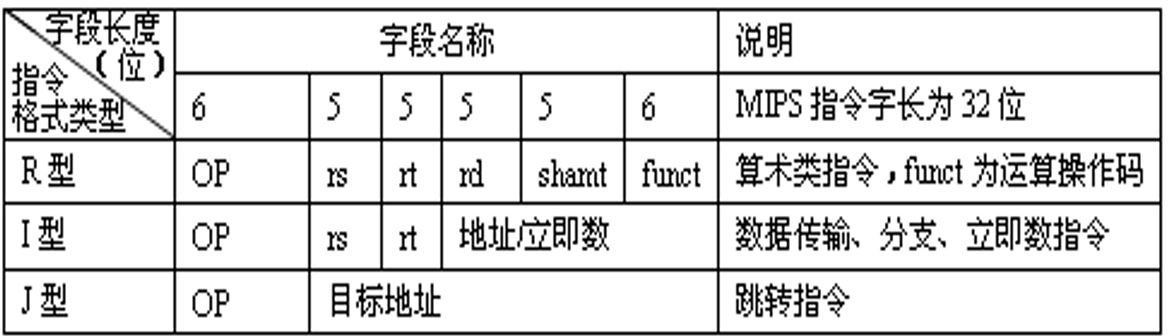 字段长度
（位）
指令
格式类型
字段名称
说明
6 5 5 5 5 6 MIPS 指令字长为 32 位
R 型 OP rs rt rd shamt funct 算术类指令，funct 为运算操作码
I 型 OP rs rt 地址/立即数 数据传输、分支、立即数指令
J 型 OP 目标地址 跳转指令